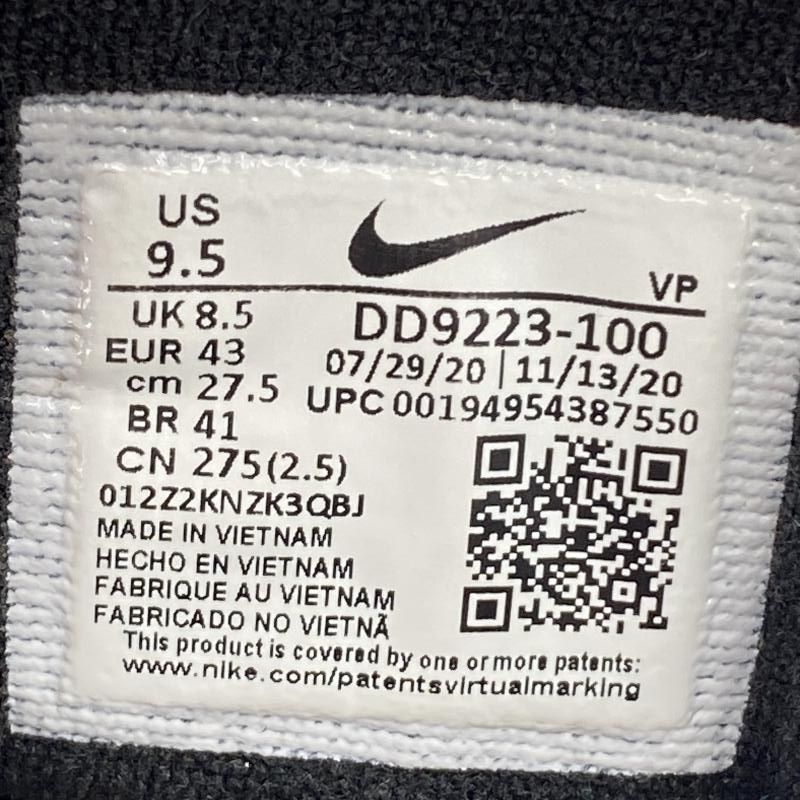 US
9.5
VP
UK 8.5
EUR 43
cm 27.5
BR 41
CN 275(2.5)
DD9223-100
07/29/20 | 11/13/20
UPC 00194954387550
012Z2KNZK3QBJ
MADE IN VIETNAM
HECHO EN VIETNAM
FABRIQUE AU VIETNAM
FABRICADO NO VIETNÃ
This product is covered by one or more patents:
www.nike.com/patentsvirtualmarking